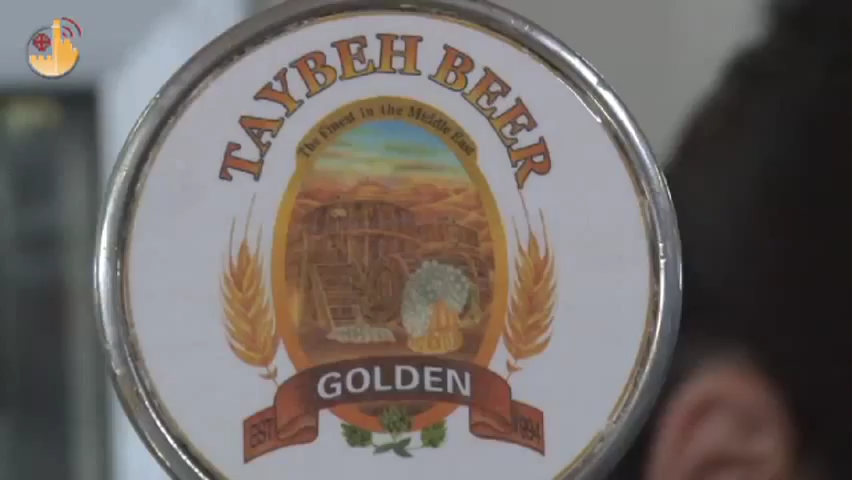 TAYBEH BEER
The Finest in the Middle East
GOLDEN
EST 1994